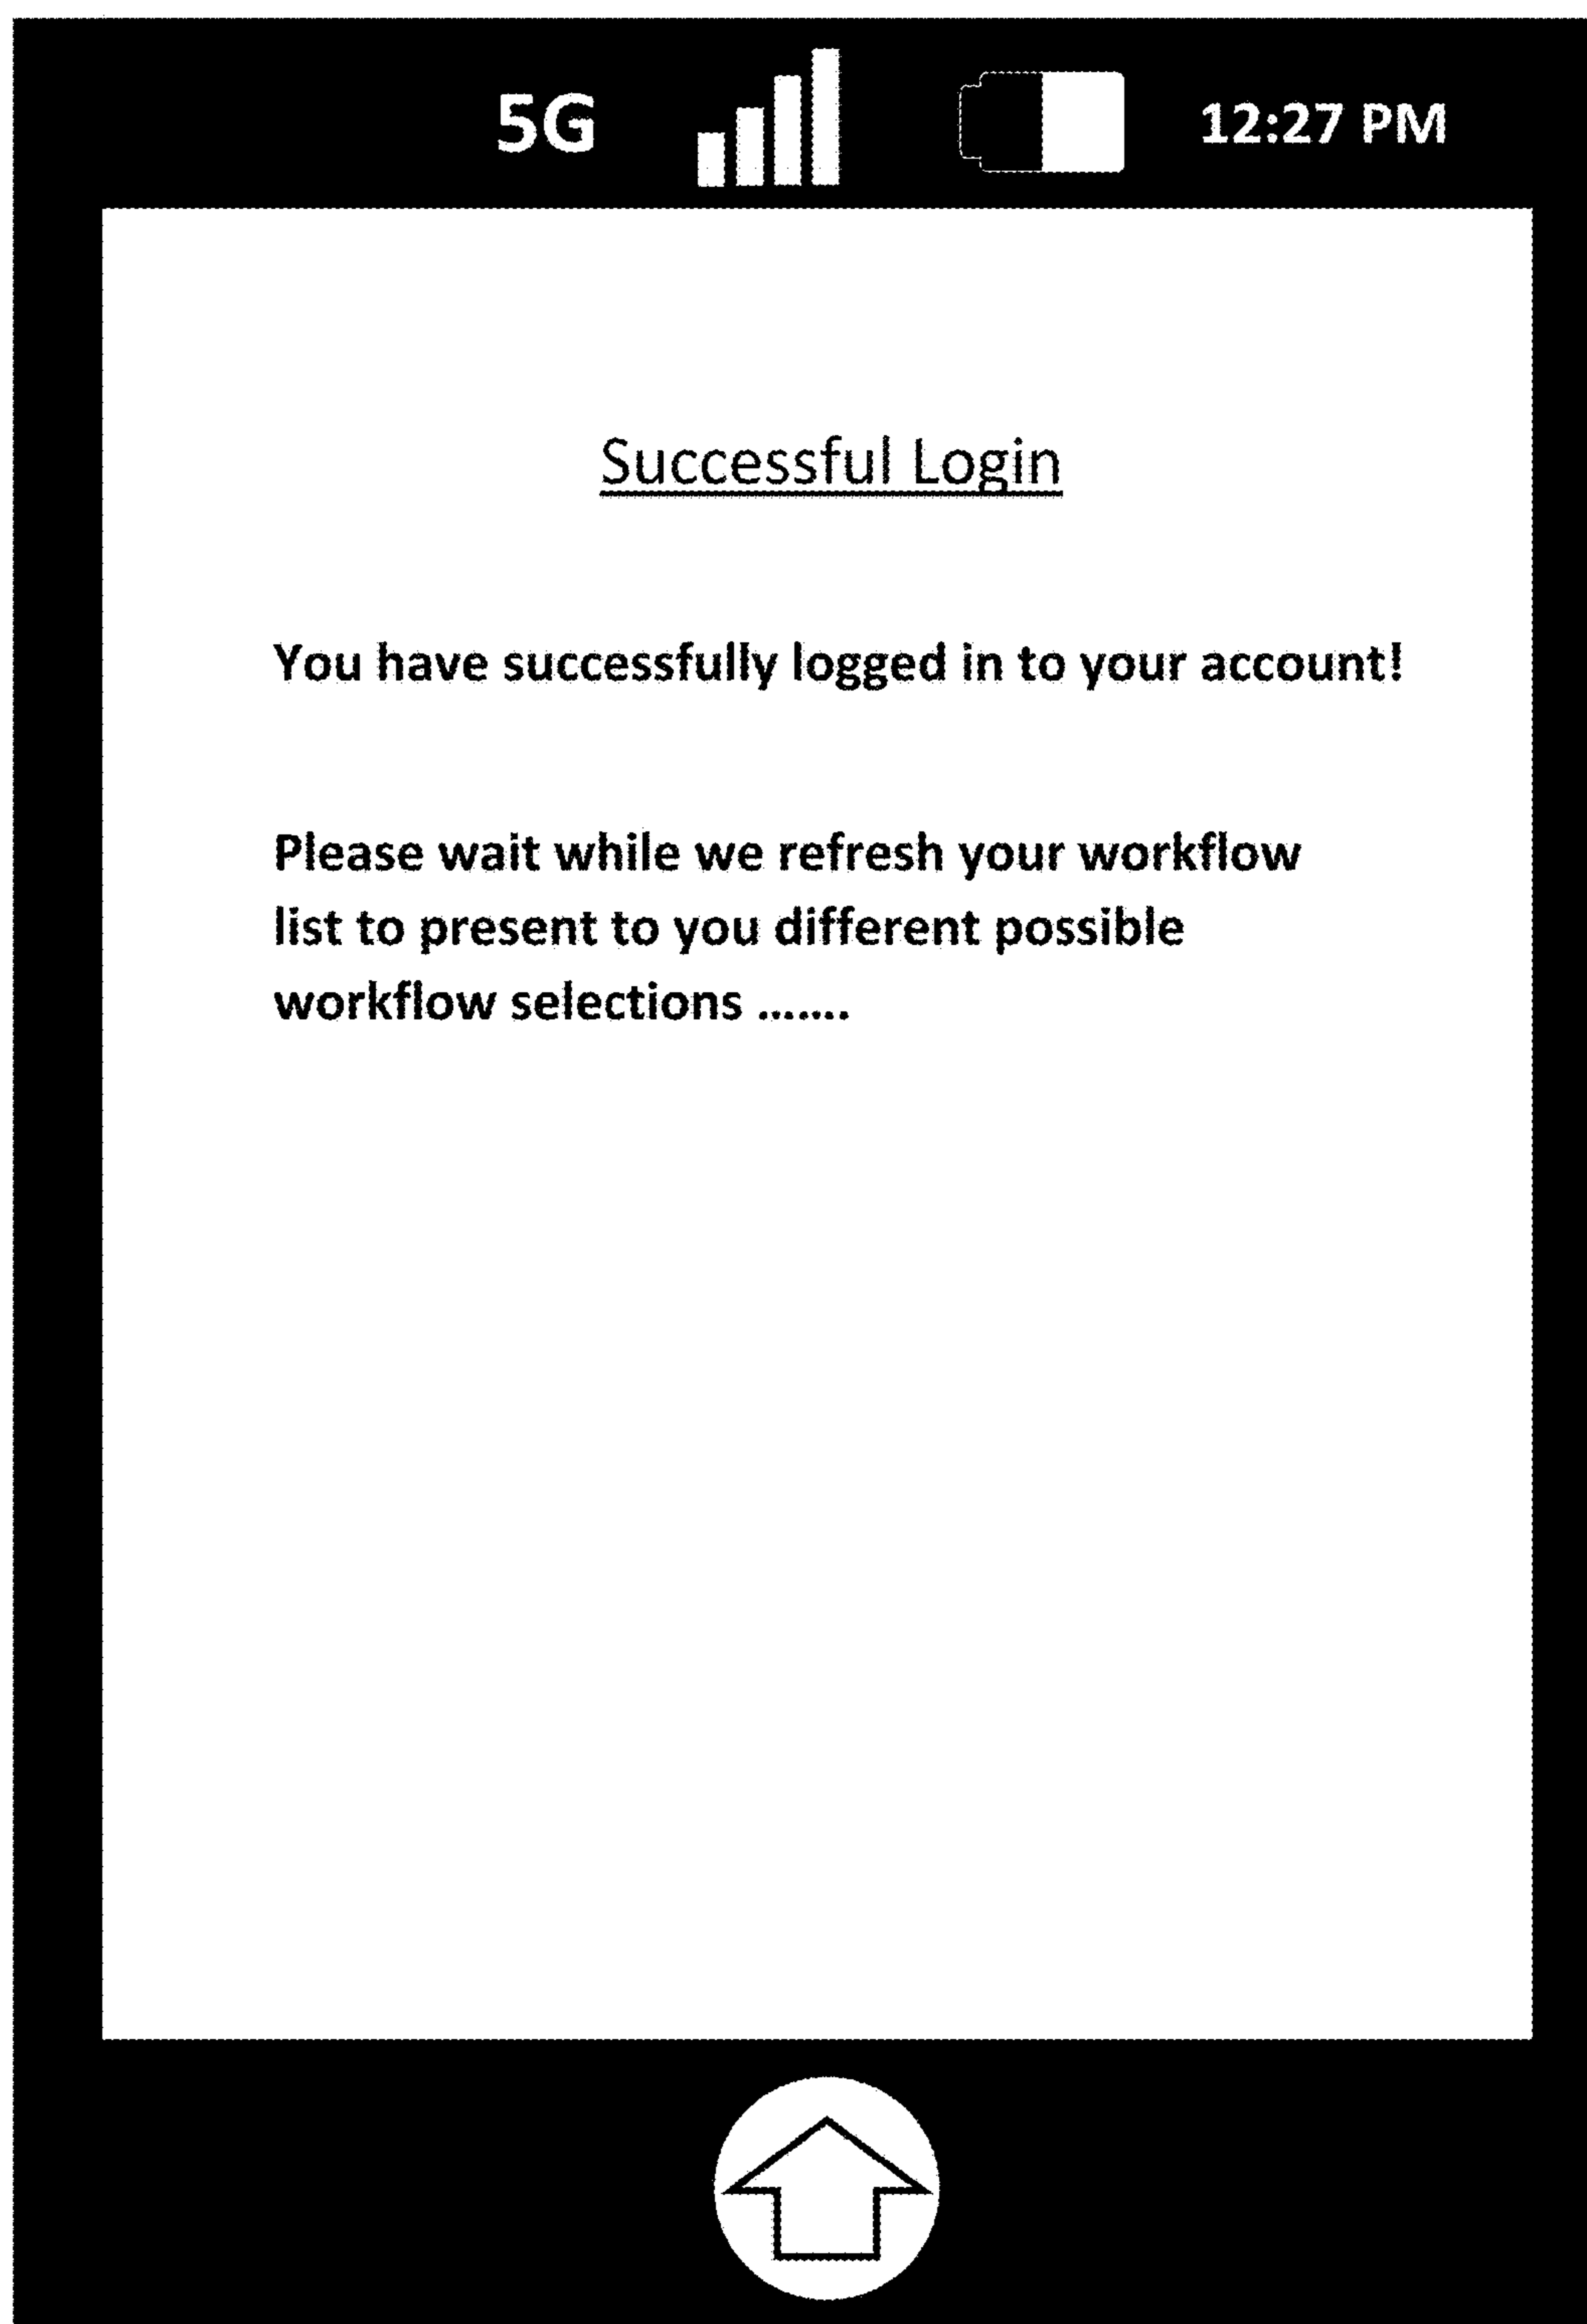 5G 12:27 PM
Successful Login
You have successfully logged in to your account!
Please wait while we refresh your workflow
list to present to you different possible
workflow selections .......